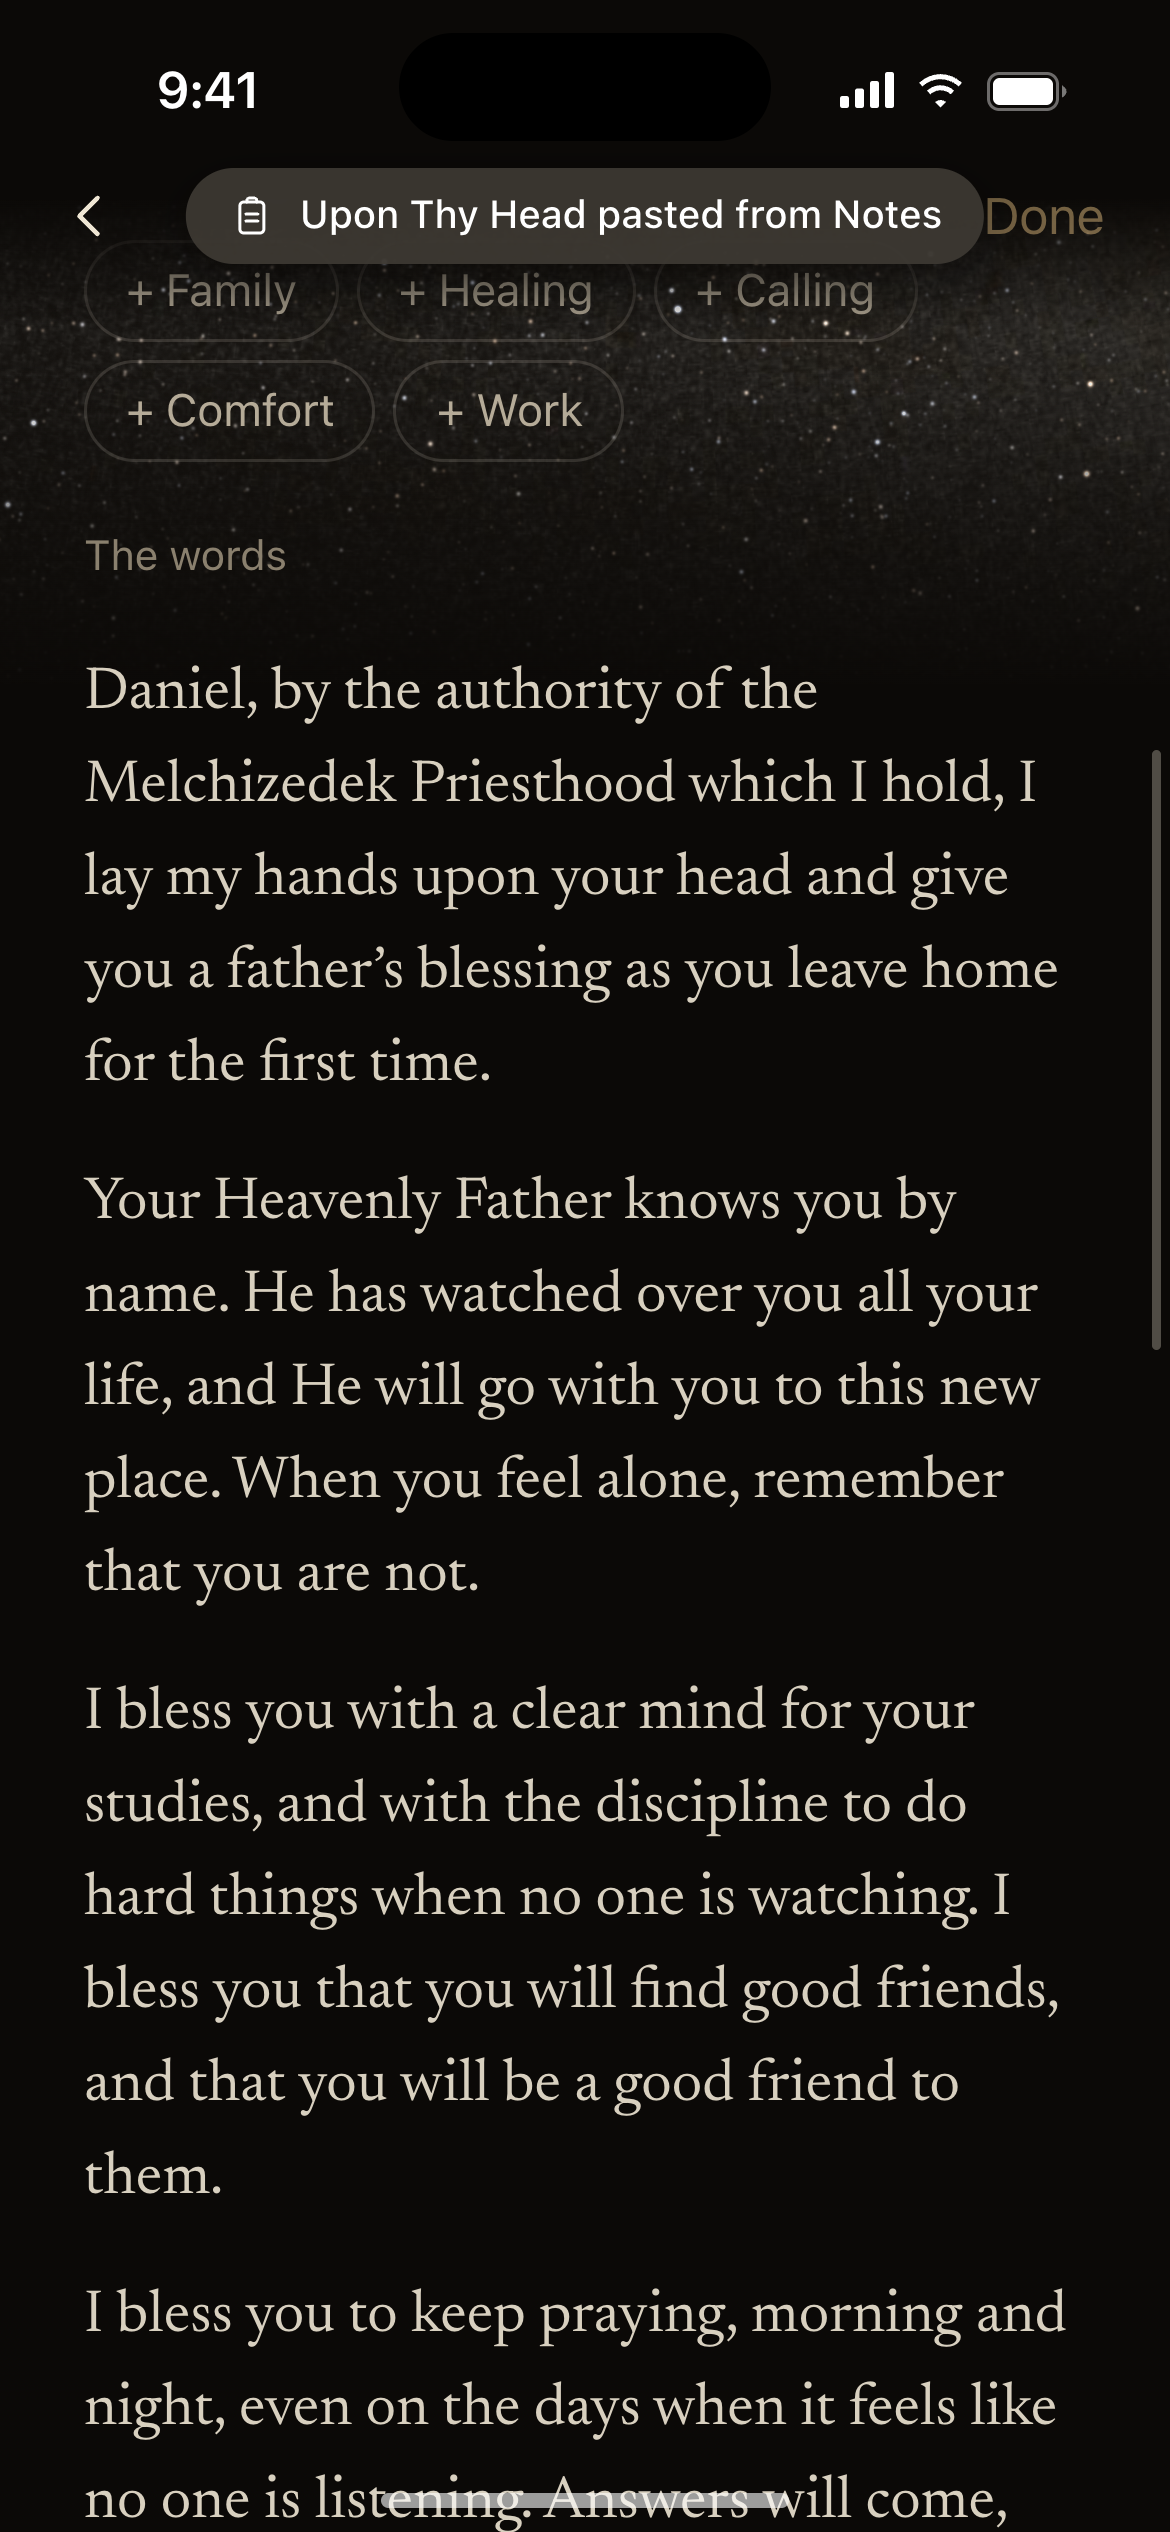 9:41
Upon Thy Head pasted from Notes
Done
+ Family
+ Healing
+ Calling
+ Comfort
+ Work
The words
Daniel, by the authority of the
Melchizedek Priesthood which I hold, I
lay my hands upon your head and give
you a father’s blessing as you leave home
for the first time.
Your Heavenly Father knows you by
name. He has watched over you all your
life, and He will go with you to this new
place. When you feel alone, remember
that you are not.
I bless you with a clear mind for your
studies, and with the discipline to do
hard things when no one is watching. I
bless you that you will find good friends,
and that you will be a good friend to
them.
I bless you to keep praying, morning and
night, even on the days when it feels like
no one is listening. Answers will come,